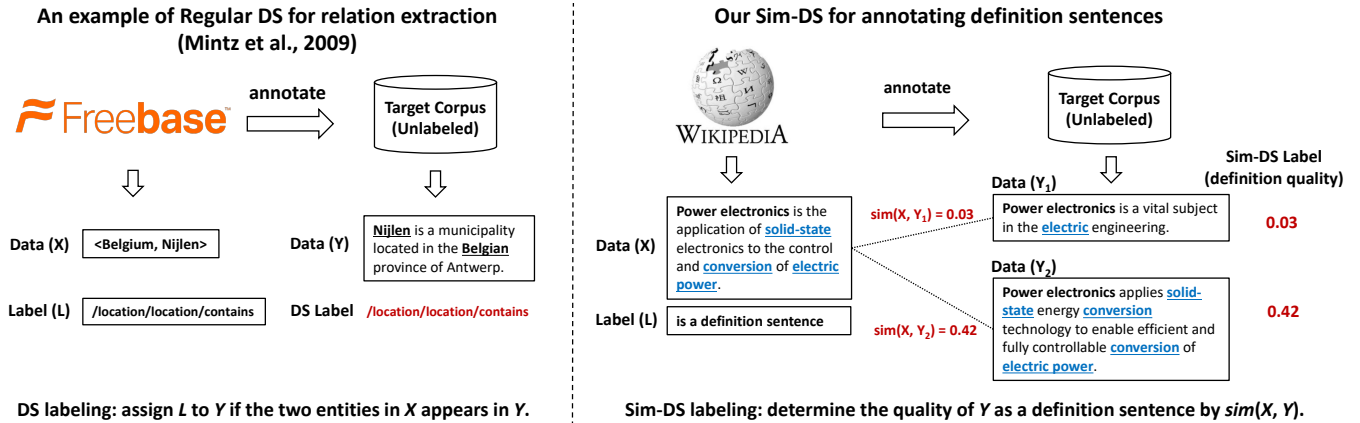 An example of Regular DS for relation extraction
(Mintz et al., 2009)
Freebase™
annotate
Target Corpus
(Unlabeled)
Data (X)
<Belgium, Nijlen>
Data (Y)
Nijlen is a municipality
located in the Belgian
province of Antwerp.
Label (L)
/location/location/contains
DS Label
/location/location/contains
DS labeling: assign L to Y if the two entities in X appears in Y.
Our Sim-DS for annotating definition sentences
WIKIPEDIA
annotate
Target Corpus
(Unlabeled)
Sim-DS Label
(definition quality)
Data (X)
Power electronics is the
application of solid-state
electronics to the control
and conversion of electric
power.
Label (L)
is a definition sentence
sim(X, Y₁) = 0.03
sim(X, Y₂) = 0.42
Data (Y₁)
Power electronics is a vital subject
in the electric engineering.
0.03
Data (Y₂)
Power electronics applies solid-
state energy conversion
technology to enable efficient and
fully controllable conversion of
electric power.
0.42
Sim-DS labeling: determine the quality of Y as a definition sentence by sim(X, Y).